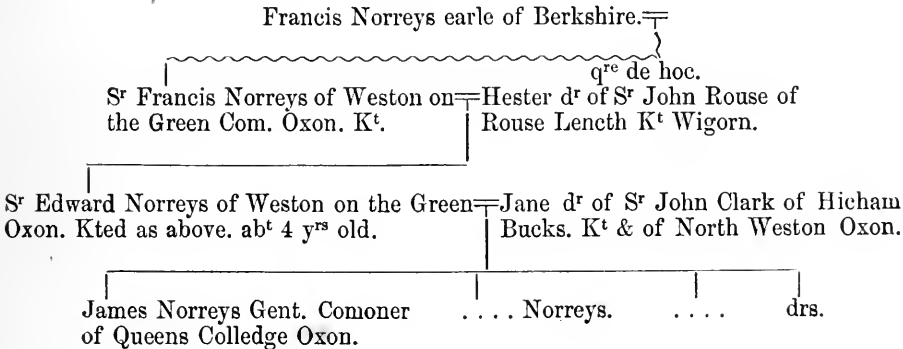 Francis Norreys earle of Berkshire.
qre de hoc.
Sr Francis Norreys of Weston on
the Green Com. Oxon. Kt.
Hester dr of Sr John Rouse of
Rouse Lencth Kt Wigorn.
Sr Edward Norreys of Weston on the Green
Oxon. Kted as above. abt 4 yrs old.
Jane dr of Sr John Clark of Hicham
Bucks. Kt & of North Weston Oxon.
James Norreys Gent. Comoner
of Queens Colledge Oxon.
.... Norreys.
....
drs.